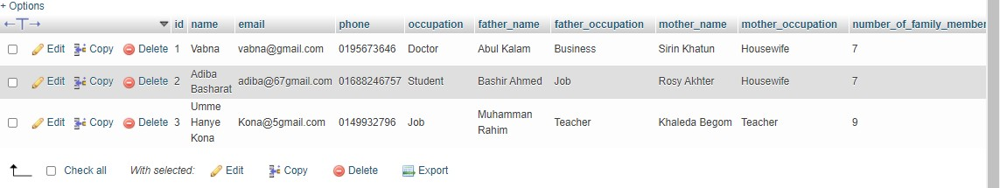 + Options
id name email phone occupation father_name father_occupation mother_name mother_occupation number_of_family_member
Edit Copy Delete 1 Vabna vabna@gmail.com 0195673646 Doctor Abul Kalam Business Sirin Khatun Housewife 7
Edit Copy Delete 2 Adiba Basharat adiba@67gmail.com 01688246757 Student Bashir Ahmed Job Rosy Akhter Housewife 7
Edit Copy Delete 3 Umme Hanye Kona Kona@5gmail.com 0149932796 Job Muhamman Rahim Teacher Khaleda Begom Teacher 9
Check all With selected: Edit Copy Delete Export